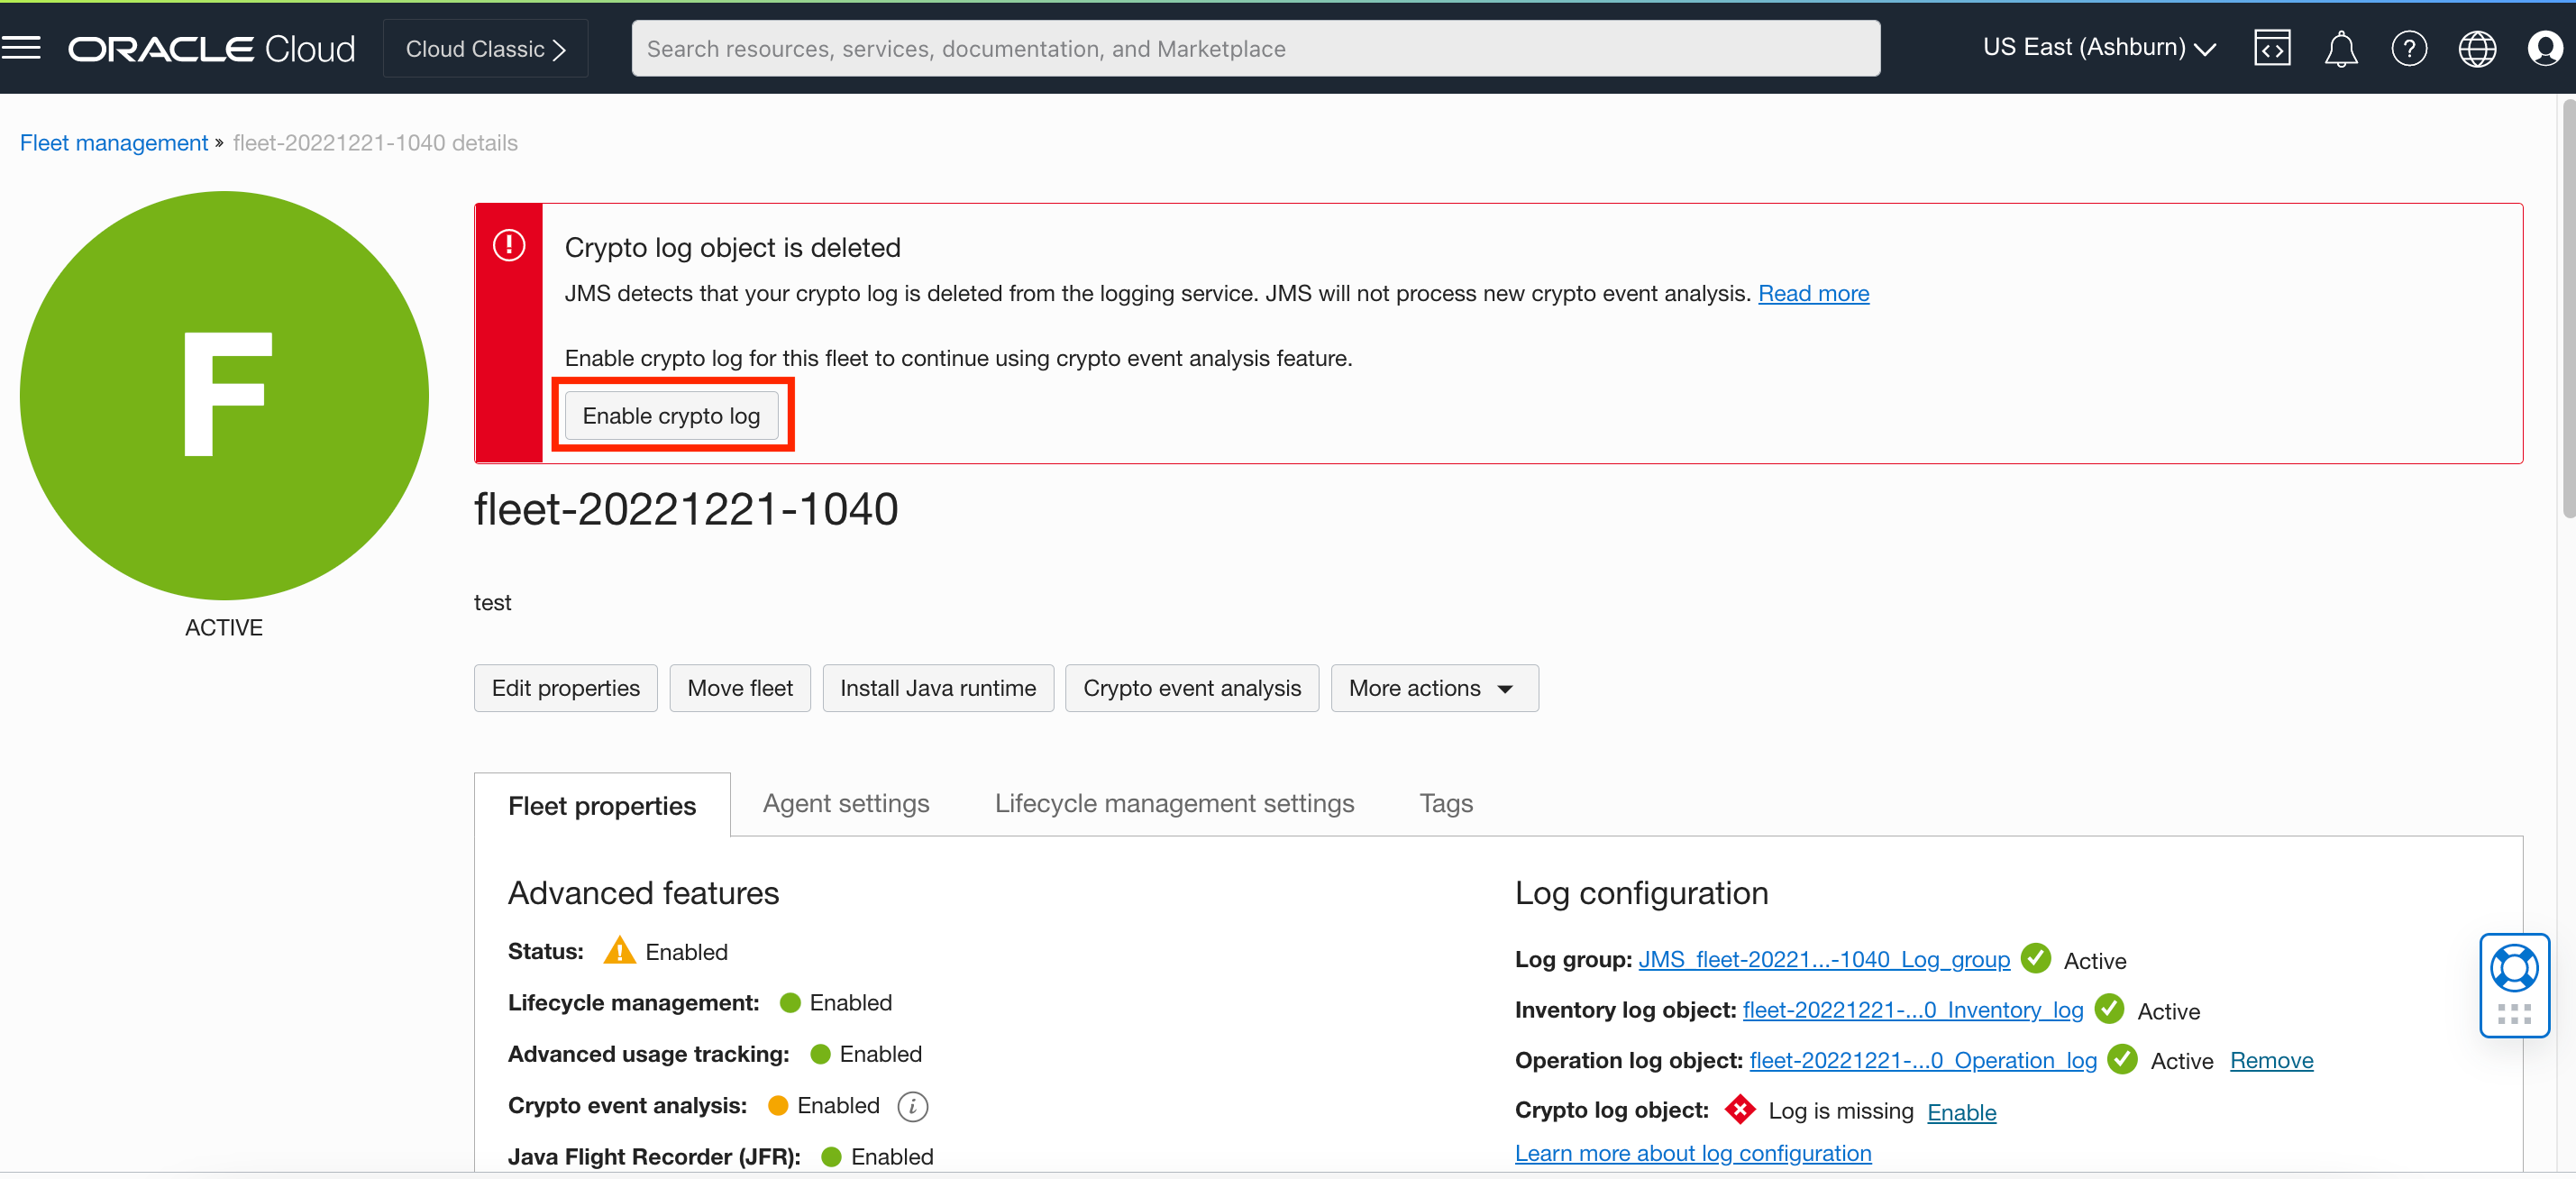 ORACLE Cloud
Cloud Classic
Search resources, services, documentation, and Marketplace
US East (Ashburn)
Fleet management » fleet-20221221-1040 details
F
ACTIVE
Crypto log object is deleted
JMS detects that your crypto log is deleted from the logging service. JMS will not process new crypto event analysis. Read more
Enable crypto log for this fleet to continue using crypto event analysis feature.
Enable crypto log
fleet-20221221-1040
test
Edit properties
Move fleet
Install Java runtime
Crypto event analysis
More actions
Fleet properties
Agent settings
Lifecycle management settings
Tags
Advanced features
Status: Enabled
Lifecycle management: Enabled
Advanced usage tracking: Enabled
Crypto event analysis: Enabled
Java Flight Recorder (JFR): Enabled
Log configuration
Log group: JMS_fleet-20221...-1040_Log_group Active
Inventory log object: fleet-20221221-...0_Inventory_log Active
Operation log object: fleet-20221221-...0_Operation_log Active Remove
Crypto log object: Log is missing Enable
Learn more about log configuration